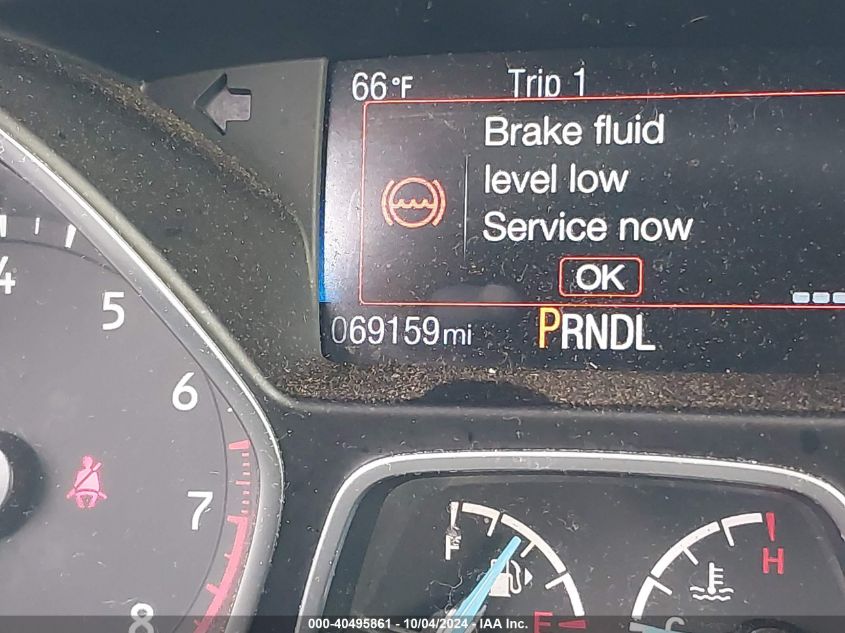 66°F Trip 1
Brake fluid
level low
Service now
OK
069159mi PRNDL
4
5
6
7
8
F
E
H
C
000-40495861 - 10/04/2024 - IAA Inc.